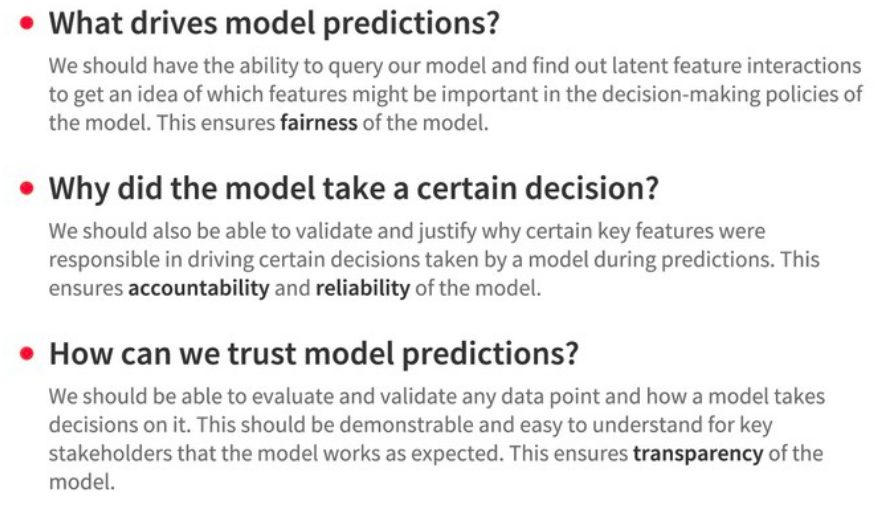 What drives model predictions?
We should have the ability to query our model and find out latent feature interactions
to get an idea of which features might be important in the decision-making policies of
the model. This ensures fairness of the model.
Why did the model take a certain decision?
We should also be able to validate and justify why certain key features were
responsible in driving certain decisions taken by a model during predictions. This
ensures accountability and reliability of the model.
How can we trust model predictions?
We should be able to evaluate and validate any data point and how a model takes
decisions on it. This should be demonstrable and easy to understand for key
stakeholders that the model works as expected. This ensures transparency of the
model.